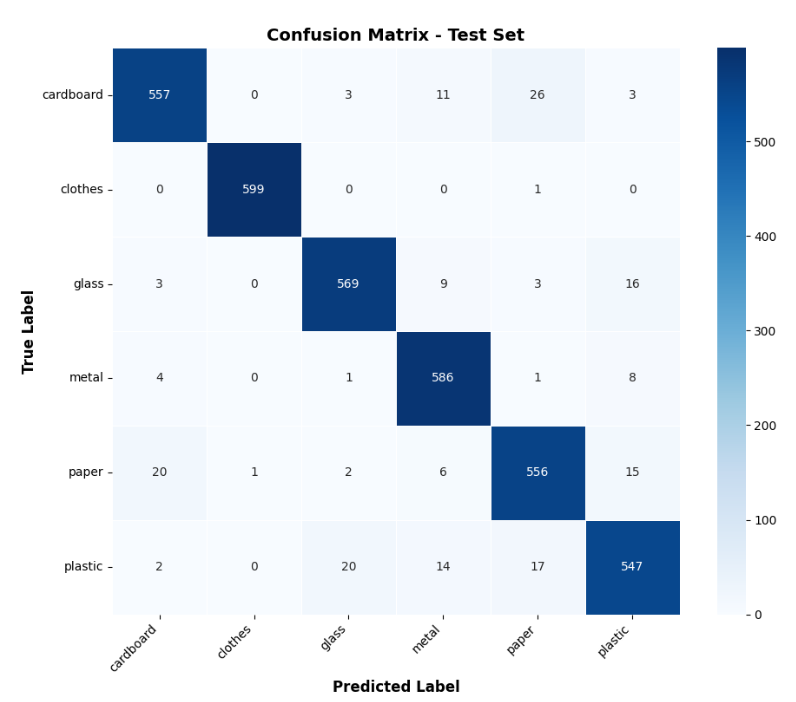 Confusion Matrix - Test Set
cardboard 557 0 3 11 26 3
clothes 0 599 0 0 1 0
glass 3 0 569 9 3 16
metal 4 0 1 586 1 8
paper 20 1 2 6 556 15
plastic 2 0 20 14 17 547
cardboard clothes glass metal paper plastic
Predicted Label
True Label
500
400
300
200
100
0